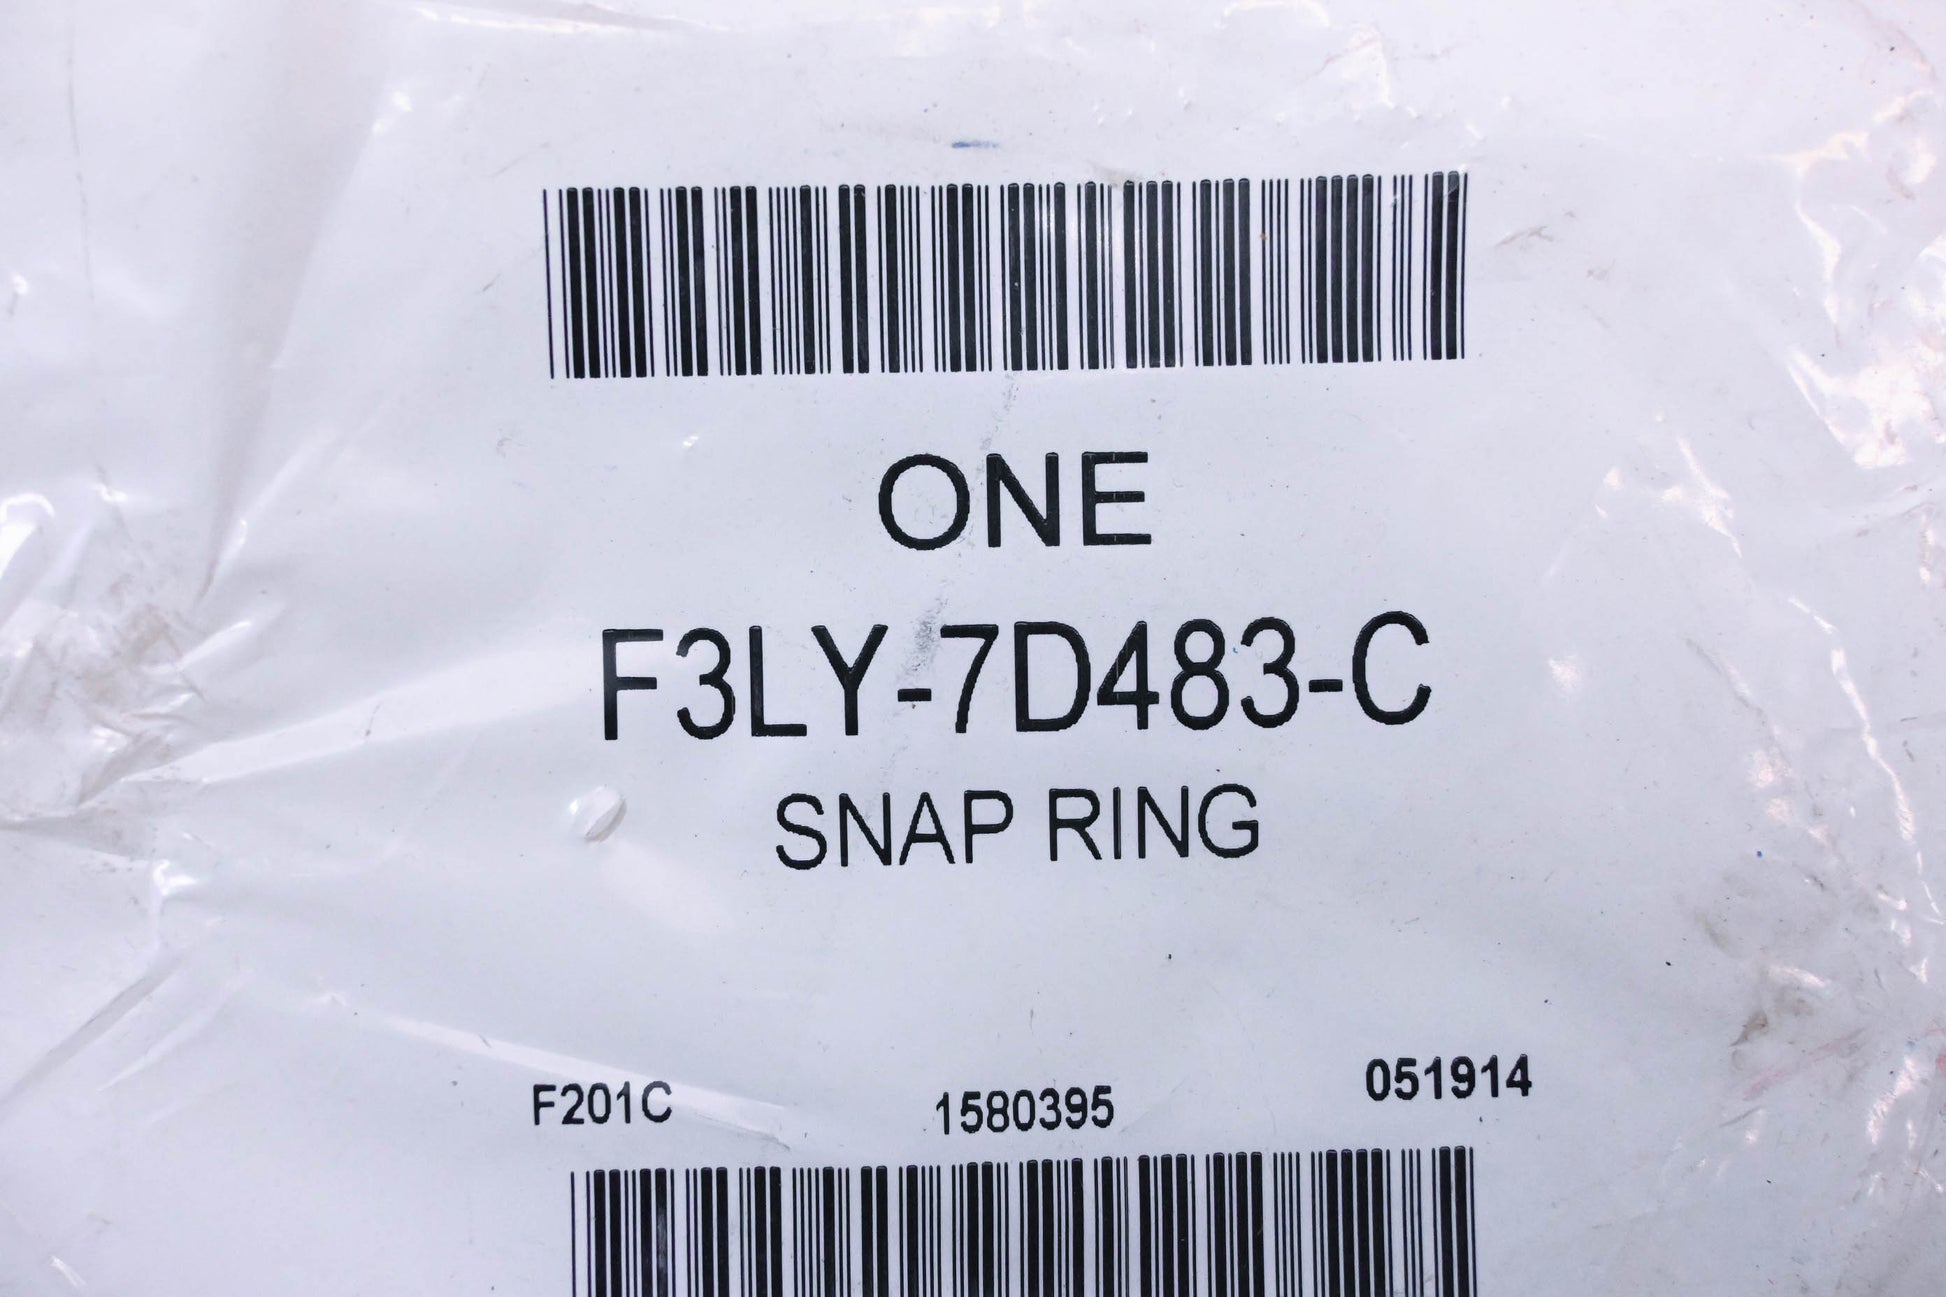 ONE
F3LY-7D483-C
SNAP RING
F201C 1580395 051914